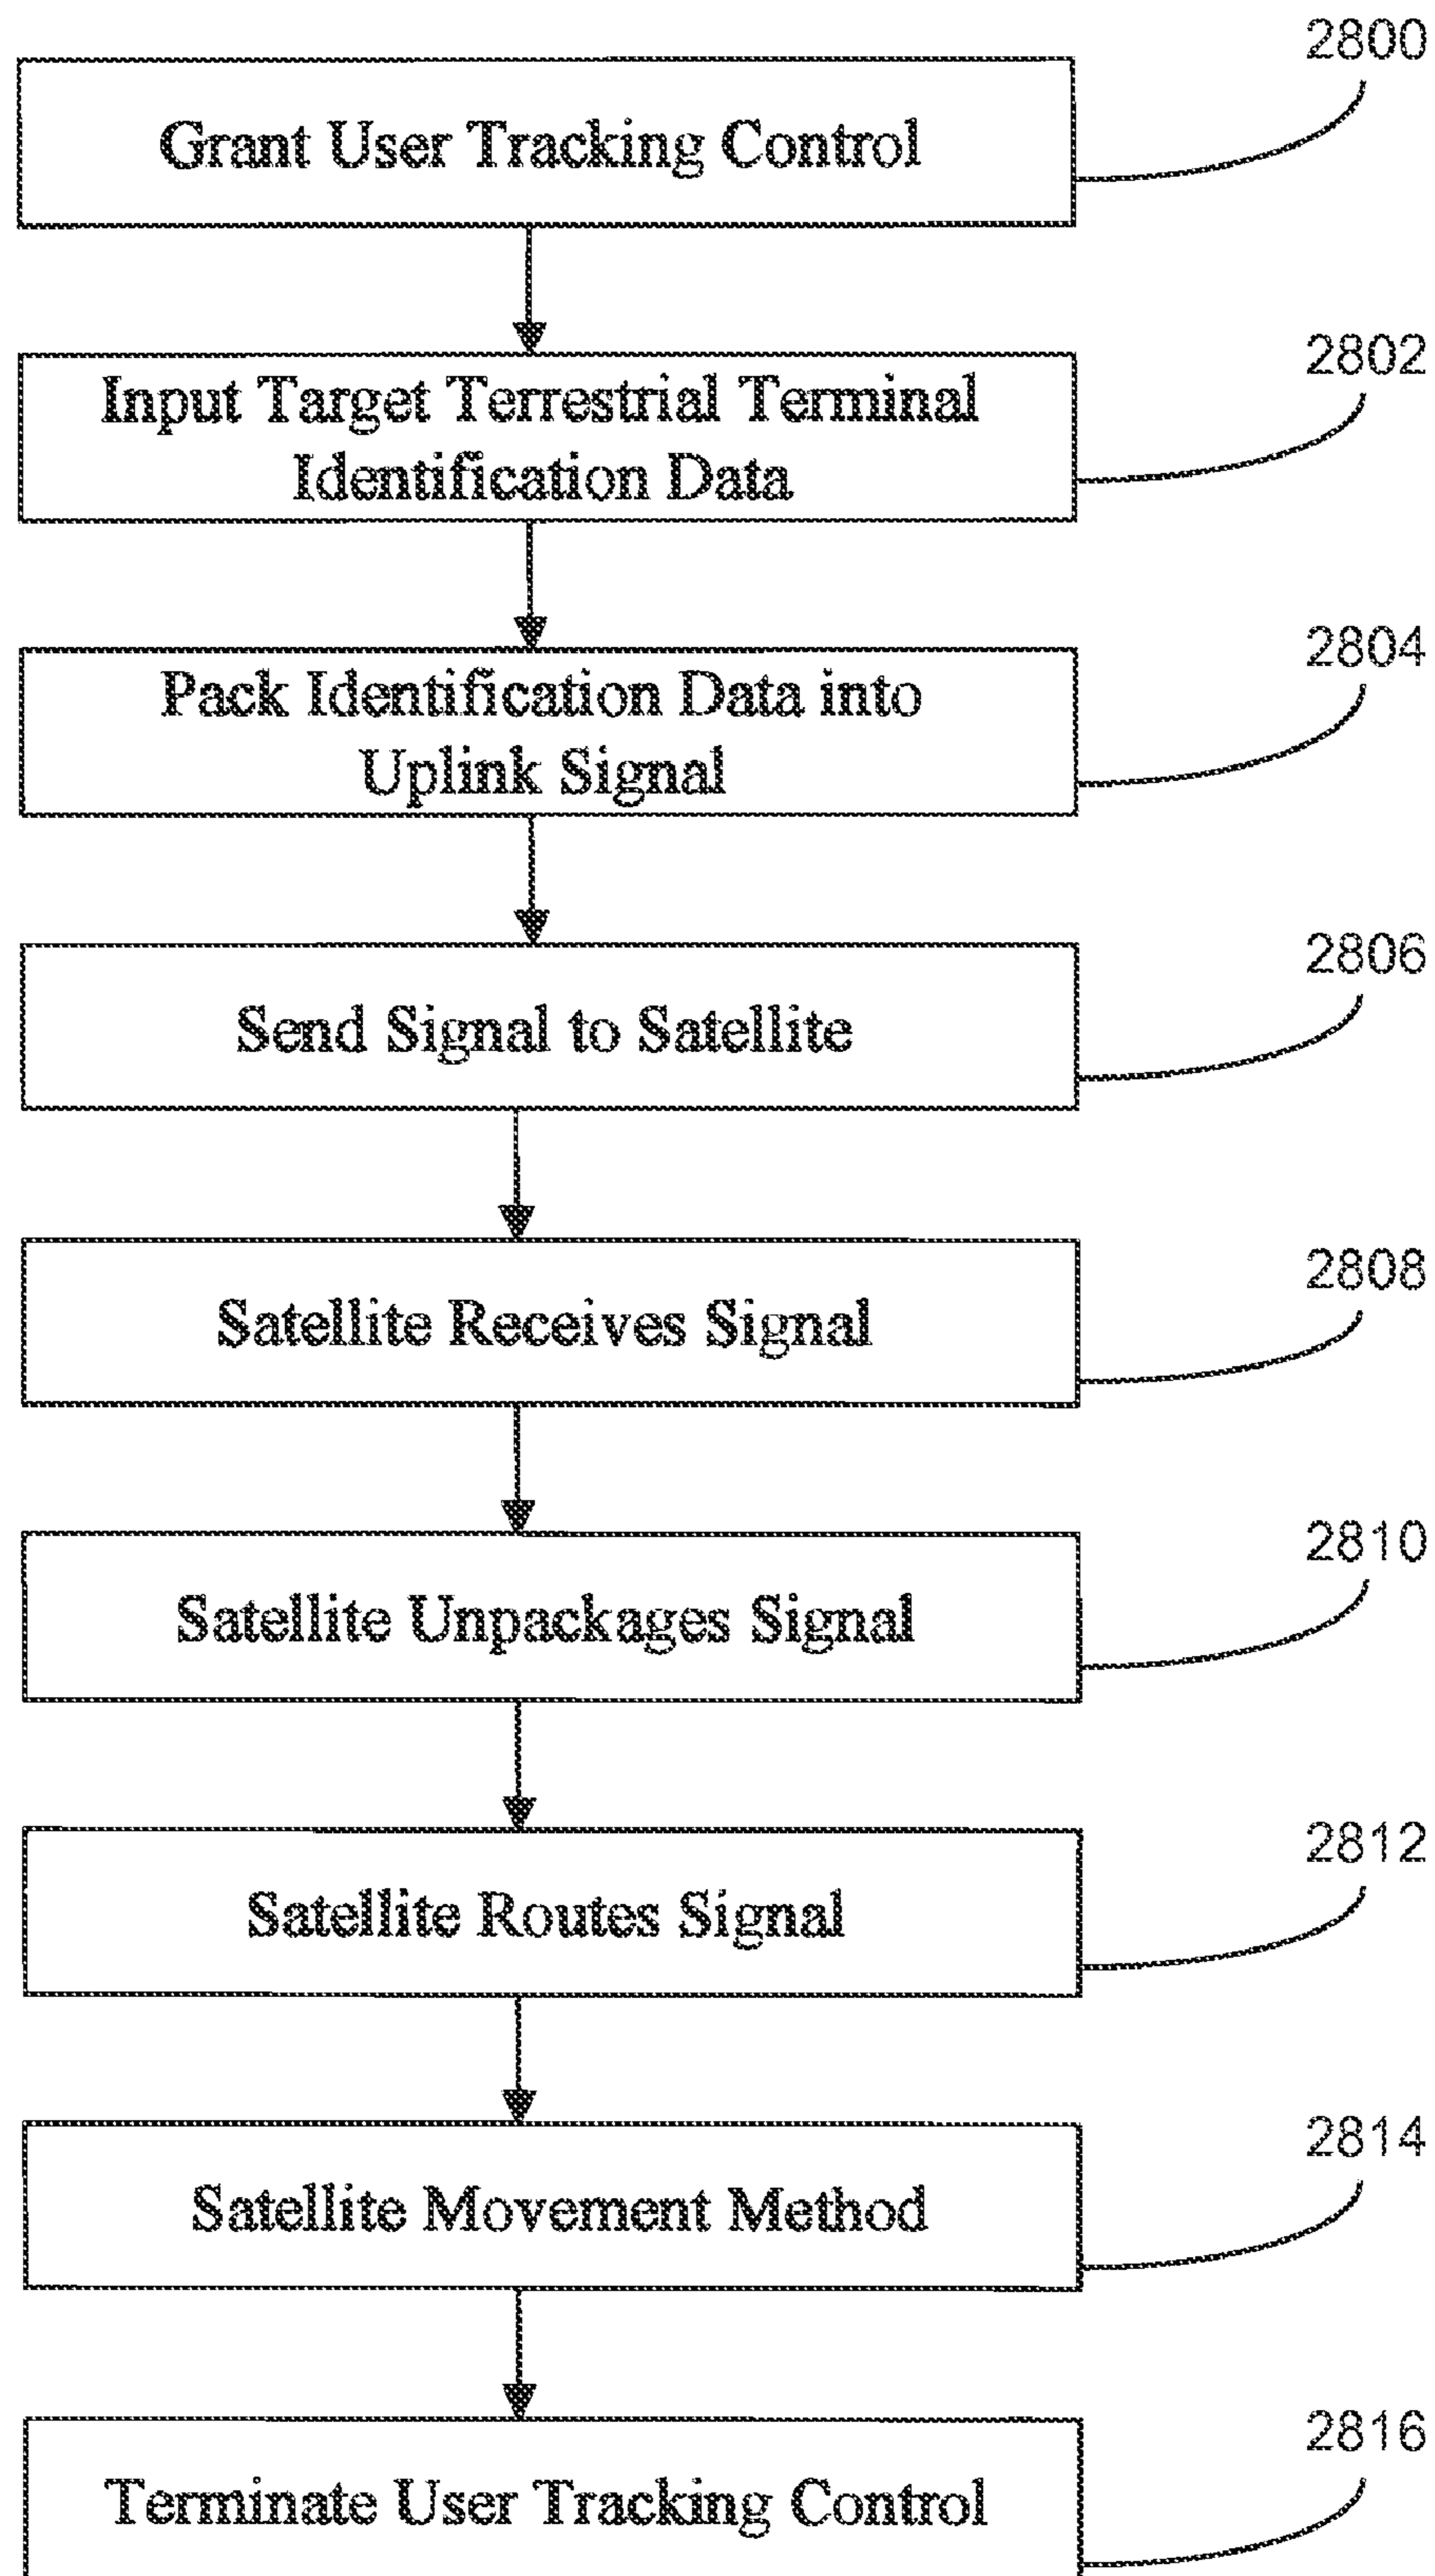 2800
Grant User Tracking Control
2802
Input Target Terrestrial Terminal
Identification Data
2804
Pack Identification Data into
Uplink Signal
2806
Send Signal to Satellite
2808
Satellite Receives Signal
2810
Satellite Unpackages Signal
2812
Satellite Routes Signal
2814
Satellite Movement Method
2816
Terminate User Tracking Control